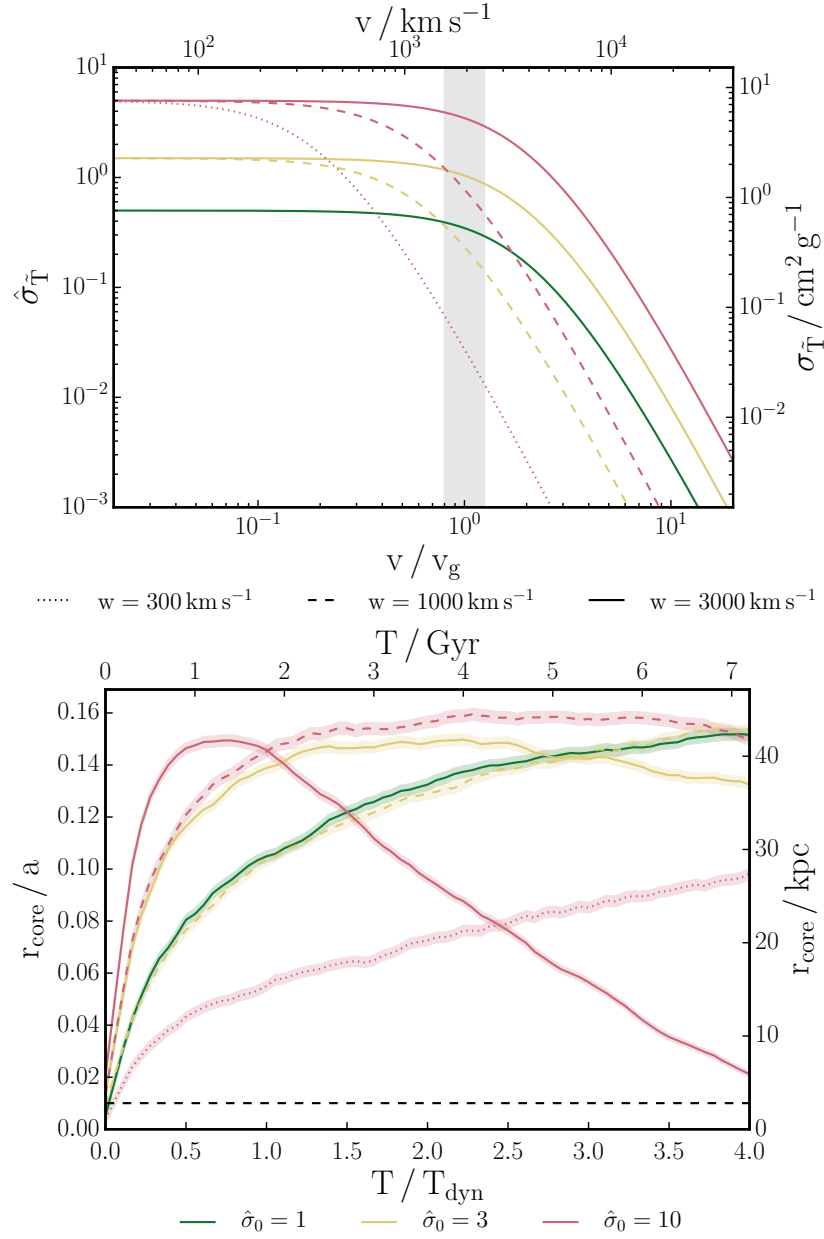 v / km s⁻¹
10² 10³ 10⁴
10¹
10⁰
10⁻¹
10⁻²
10⁻³
σ̂_T̃
10¹
10⁰
10⁻¹
10⁻²
σ_T̃ / cm² g⁻¹
10⁻¹ 10⁰ 10¹
v / v_g
w = 300 km s⁻¹ w = 1000 km s⁻¹ w = 3000 km s⁻¹
T / Gyr
0 1 2 3 4 5 6 7
0.16
0.14
0.12
0.10
0.08
0.06
0.04
0.02
0.00
r_core / a
40
30
20
10
0
r_core / kpc
0.0 0.5 1.0 1.5 2.0 2.5 3.0 3.5 4.0
T / T_dyn
σ̂₀ = 1 σ̂₀ = 3 σ̂₀ = 10